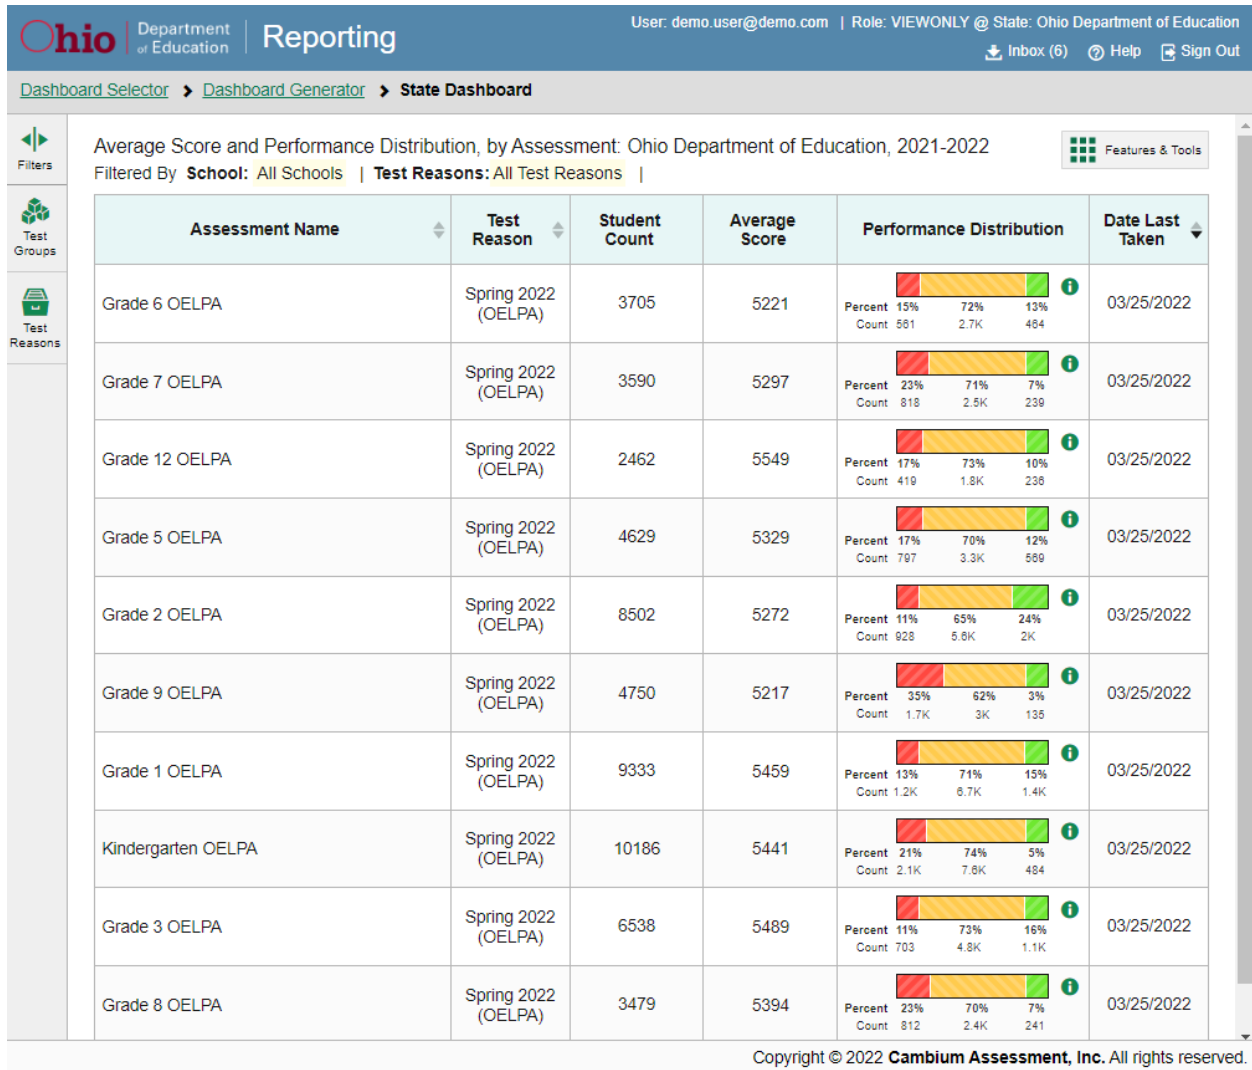 User: demo.user@demo.com | Role: VIEWONLY @ State: Ohio Department of Education
Ohio Department of Education Reporting
Inbox (6) Help Sign Out
Dashboard Selector Dashboard Generator State Dashboard
Filters
Test Groups
Test Reasons
Average Score and Performance Distribution, by Assessment: Ohio Department of Education, 2021-2022
Features & Tools
Filtered By School: All Schools | Test Reasons: All Test Reasons |
Assessment Name Test Reason Student Count Average Score Performance Distribution Date Last Taken
Grade 6 OELPA Spring 2022 (OELPA) 3705 5221 03/25/2022
Percent 15% 72% 13%
Count 561 2.7K 464
Grade 7 OELPA Spring 2022 (OELPA) 3590 5297 03/25/2022
Percent 23% 71% 7%
Count 818 2.5K 239
Grade 12 OELPA Spring 2022 (OELPA) 2462 5549 03/25/2022
Percent 17% 73% 10%
Count 419 1.8K 236
Grade 5 OELPA Spring 2022 (OELPA) 4629 5329 03/25/2022
Percent 17% 70% 12%
Count 797 3.3K 569
Grade 2 OELPA Spring 2022 (OELPA) 8502 5272 03/25/2022
Percent 11% 65% 24%
Count 928 5.6K 2K
Grade 9 OELPA Spring 2022 (OELPA) 4750 5217 03/25/2022
Percent 35% 62% 3%
Count 1.7K 3K 135
Grade 1 OELPA Spring 2022 (OELPA) 9333 5459 03/25/2022
Percent 13% 71% 15%
Count 1.2K 6.7K 1.4K
Kindergarten OELPA Spring 2022 (OELPA) 10186 5441 03/25/2022
Percent 21% 74% 5%
Count 2.1K 7.6K 484
Grade 3 OELPA Spring 2022 (OELPA) 6538 5489 03/25/2022
Percent 11% 73% 16%
Count 703 4.8K 1.1K
Grade 8 OELPA Spring 2022 (OELPA) 3479 5394 03/25/2022
Percent 23% 70% 7%
Count 812 2.4K 241
Copyright © 2022 Cambium Assessment, Inc. All rights reserved.